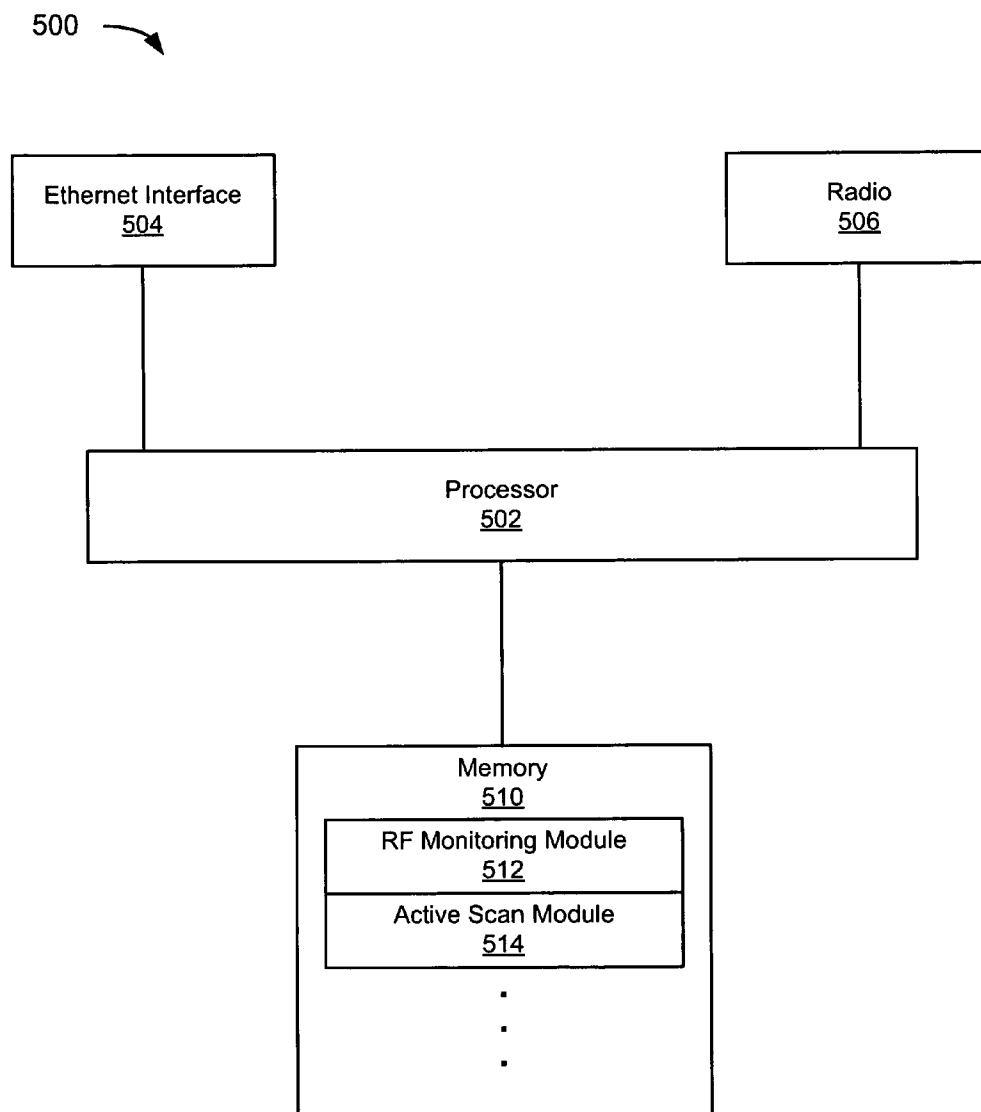 500
Ethernet Interface
504
Radio
506
Processor
502
Memory
510
RF Monitoring Module
512
Active Scan Module
514